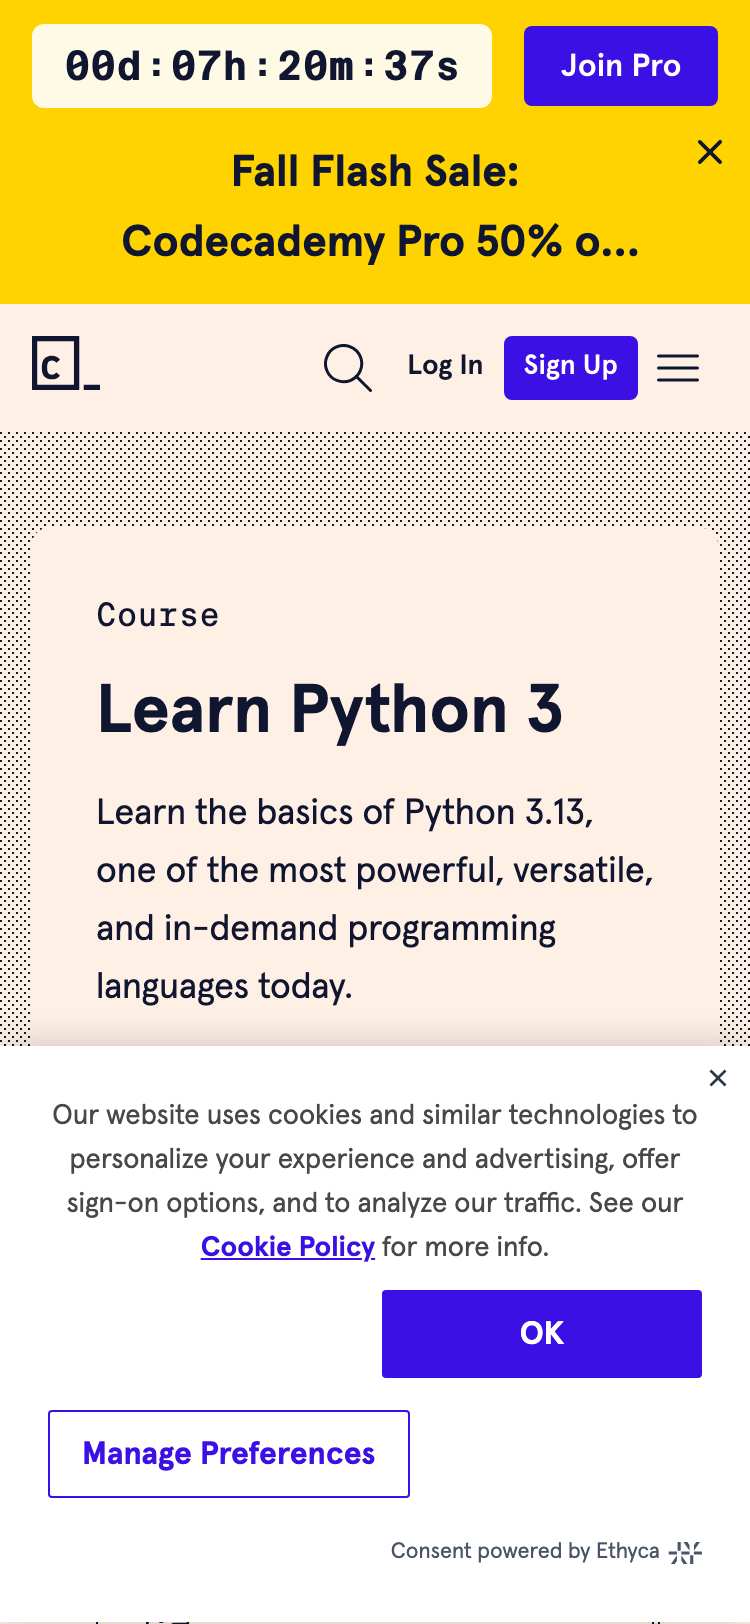 00d:07h:20m:37s
Join Pro
Fall Flash Sale:
Codecademy Pro 50% o...
c_
Log In
Sign Up
Course
Learn Python 3
Learn the basics of Python 3.13,
one of the most powerful, versatile,
and in-demand programming
languages today.
Our website uses cookies and similar technologies to
personalize your experience and advertising, offer
sign-on options, and to analyze our traffic. See our
Cookie Policy for more info.
OK
Manage Preferences
Consent powered by Ethyca